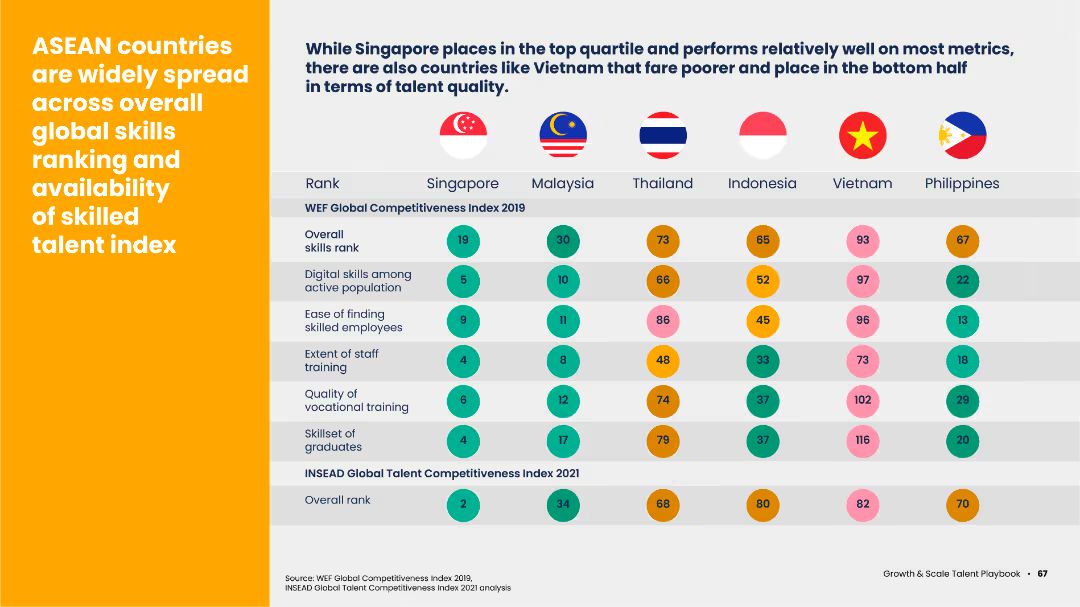 ASEAN countries
are widely spread
across overall
global skills
ranking and
availability
of skilled
talent index
While Singapore places in the top quartile and performs relatively well on most metrics,
there are also countries like Vietnam that fare poorer and place in the bottom half
in terms of talent quality.
Rank Singapore Malaysia Thailand Indonesia Vietnam Philippines
WEF Global Competitiveness Index 2019
Overall
skills rank
19 30 73 65 93 67
Digital skills among
active population
5 10 66 52 97 22
Ease of finding
skilled employees
9 11 86 45 96 13
Extent of staff
training
4 8 48 33 73 18
Quality of
vocational training
6 12 74 37 102 29
Skillset of
graduates
4 17 79 37 116 20
INSEAD Global Talent Competitiveness Index 2021
Overall rank 2 34 68 80 82 70
Source: WEF Global Competitiveness Index 2019,
INSEAD Global Talent Competitiveness Index 2021 analysis
Growth & Scale Talent Playbook • 67